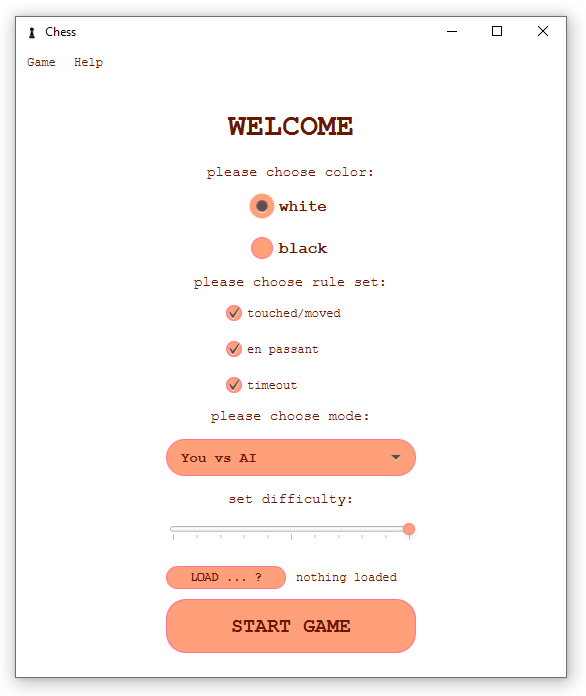 Chess
Game Help
WELCOME
please choose color:
white
black
please choose rule set:
touched/moved
en passant
timeout
please choose mode:
You vs AI
set difficulty:
LOAD ... ? nothing loaded
START GAME